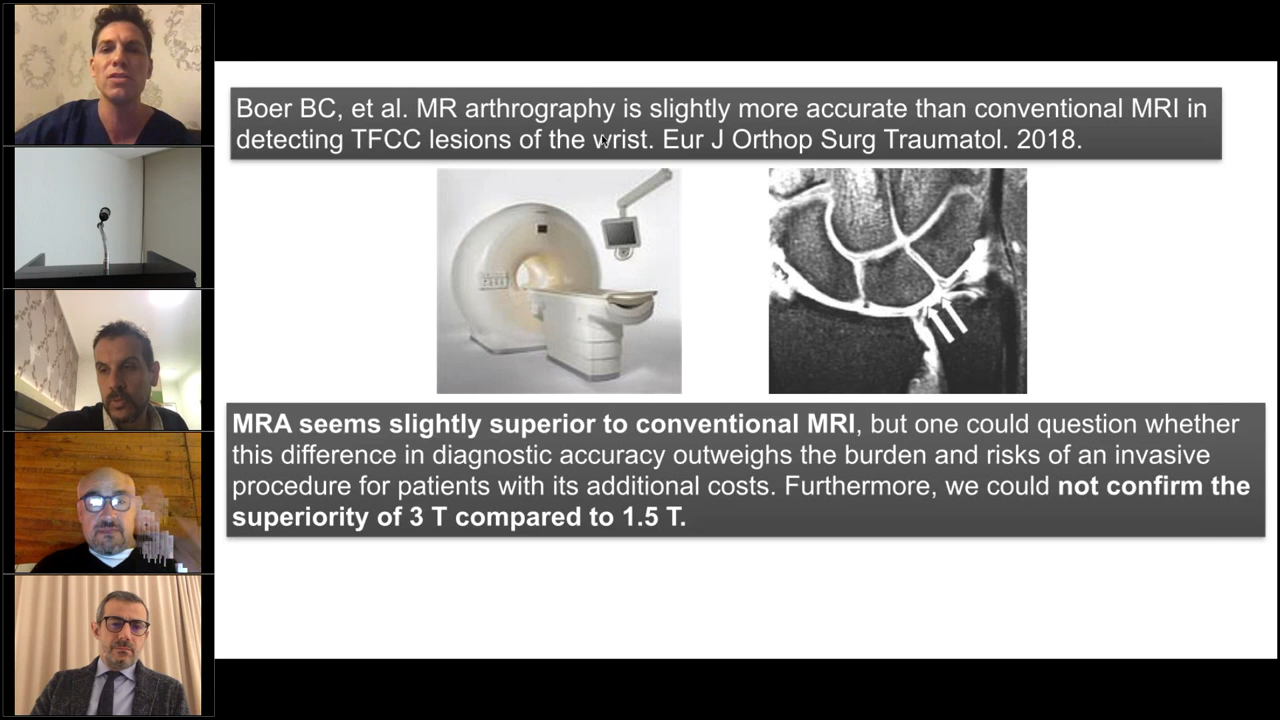 Boer BC, et al. MR arthrography is slightly more accurate than conventional MRI in
detecting TFCC lesions of the wrist. Eur J Orthop Surg Traumatol. 2018.
MRA seems slightly superior to conventional MRI, but one could question whether
this difference in diagnostic accuracy outweighs the burden and risks of an invasive
procedure for patients with its additional costs. Furthermore, we could not confirm the
superiority of 3 T compared to 1.5 T.